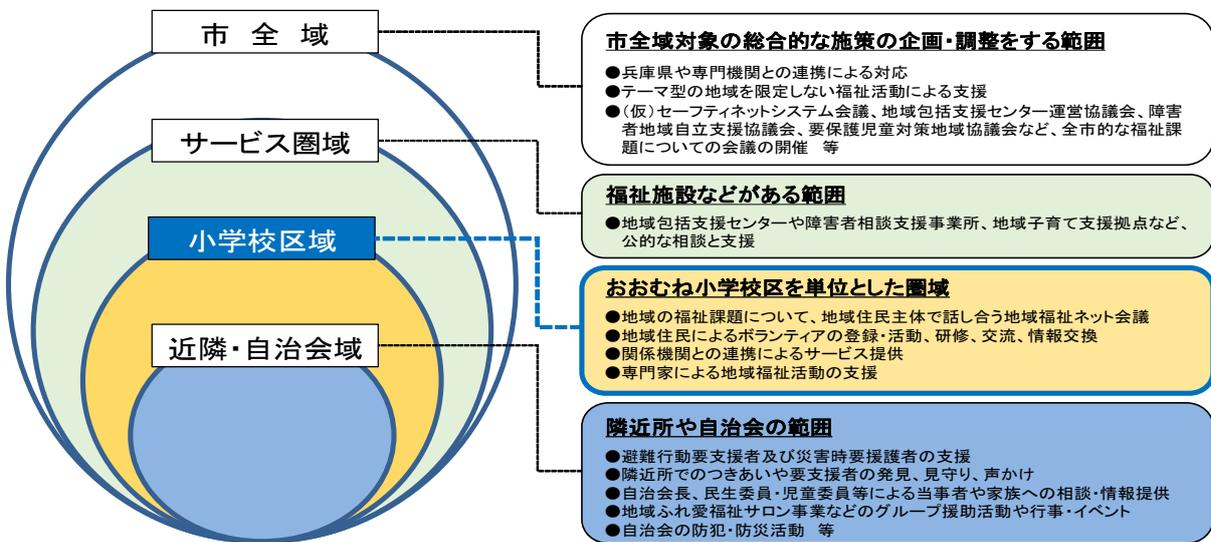 市 全 域
サービス圏域
小学校区域
近隣・自治会域
市全域対象の総合的な施策の企画・調整をする範囲
●兵庫県や専門機関との連携による対応
●テーマ型の地域を限定しない福祉活動による支援
●(仮)セーフティネットシステム会議、地域包括支援センター運営協議会、障害
者地域自立支援協議会、要保護児童対策地域協議会など、全市的な福祉課
題についての会議の開催 等
福祉施設などがある範囲
●地域包括支援センターや障害者相談支援事業所、地域子育て支援拠点など、
公的な相談と支援
おおむね小学校区を単位とした圏域
●地域の福祉課題について、地域住民主体で話し合う地域福祉ネット会議
●地域住民によるボランティアの登録・活動、研修、交流、情報交換
●関係機関との連携によるサービス提供
●専門家による地域福祉活動の支援
隣近所や自治会の範囲
●避難行動要支援者及び災害時要援護者の支援
●隣近所でのつきあいや要支援者の発見、見守り、声かけ
●自治会長、民生委員・児童委員等による当事者や家族への相談・情報提供
●地域ふれ愛福祉サロン事業などのグループ援助活動や行事・イベント
●自治会の防犯・防災活動 等